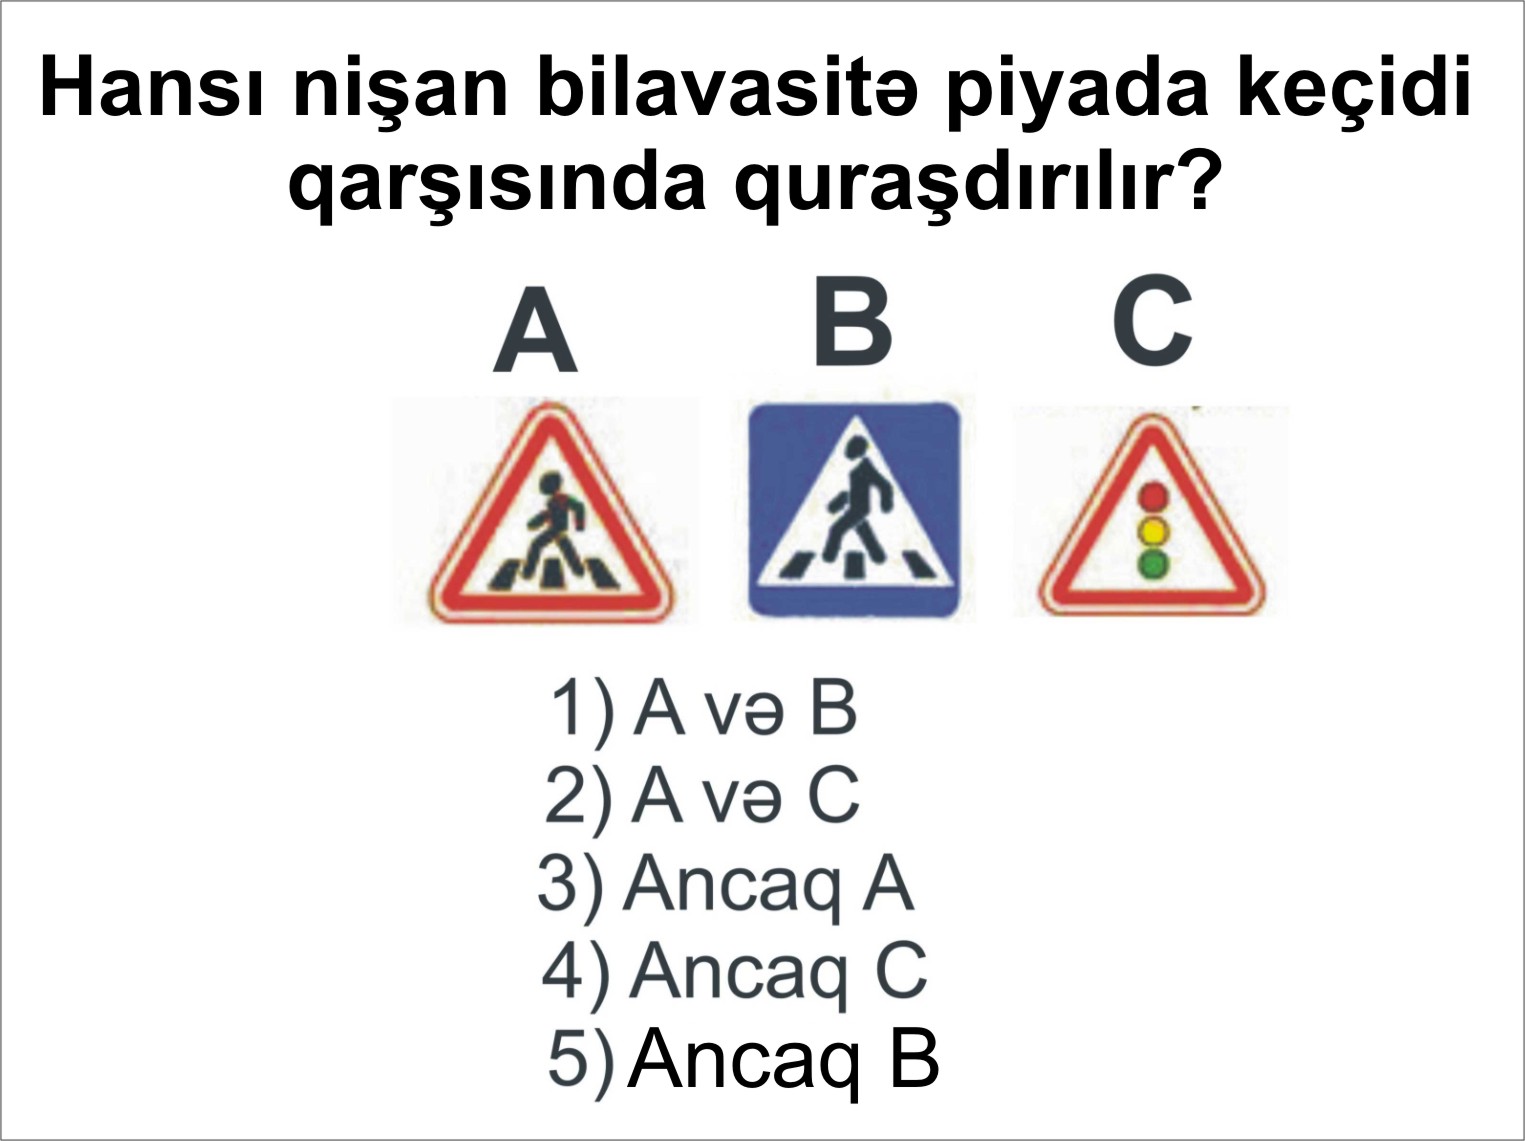 Hansı nişan bilavasitə piyada keçidi
qarşısında quraşdırılır?
A B C
1) A və B
2) A və C
3) Ancaq A
4) Ancaq C
5) Ancaq B